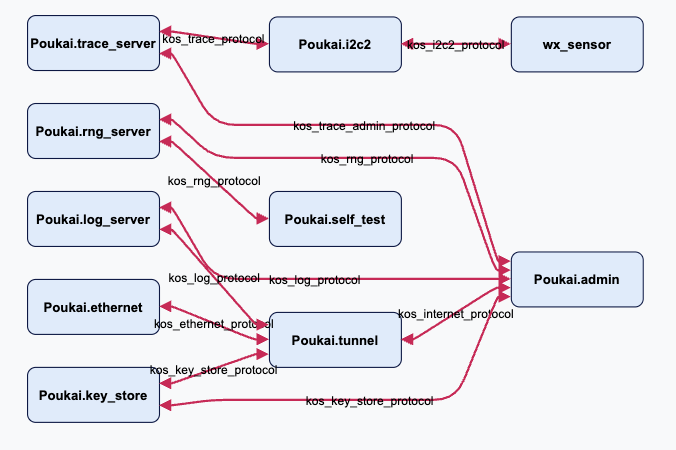 Poukai.trace_server
kos_trace_protocol
Poukai.i2c2
kos_i2c2_protocol
wx_sensor
kos_trace_admin_protocol
Poukai.rng_server
kos_rng_protocol
kos_rng_protocol
Poukai.log_server
Poukai.self_test
kos_log_protocol
kos_log_protocol
Poukai.admin
Poukai.ethernet
kos_ethernet_protocol
kos_internet_protocol
Poukai.tunnel
kos_key_store_protocol
Poukai.key_store
kos_key_store_protocol